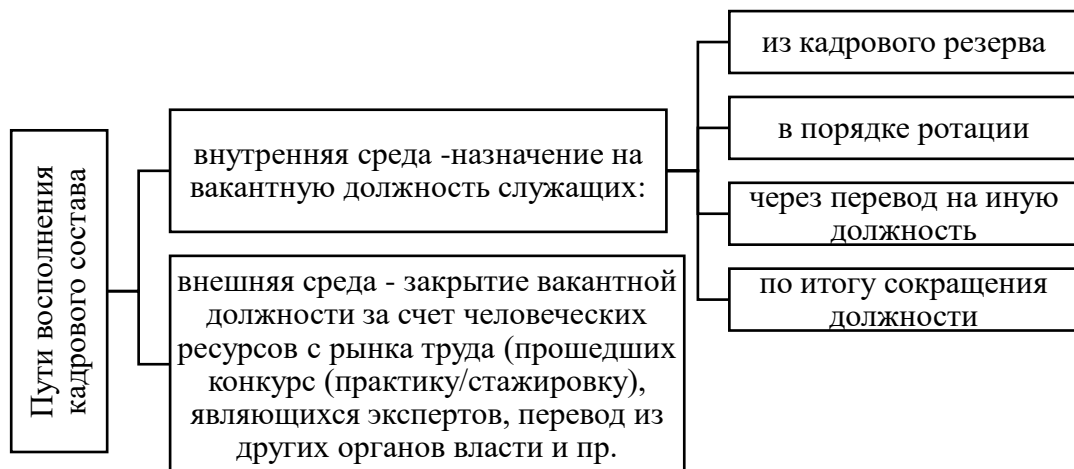 Пути восполнения
кадрового состава
внутренняя среда -назначение на
вакантную должность служащих:
из кадрового резерва
в порядке ротации
через перевод на иную
должность
по итогу сокращения
должности
внешняя среда - закрытие вакантной
должности за счет человеческих
ресурсов с рынка труда (прошедших
конкурс (практику/стажировку),
являющихся экспертов, перевод из
других органов власти и пр.